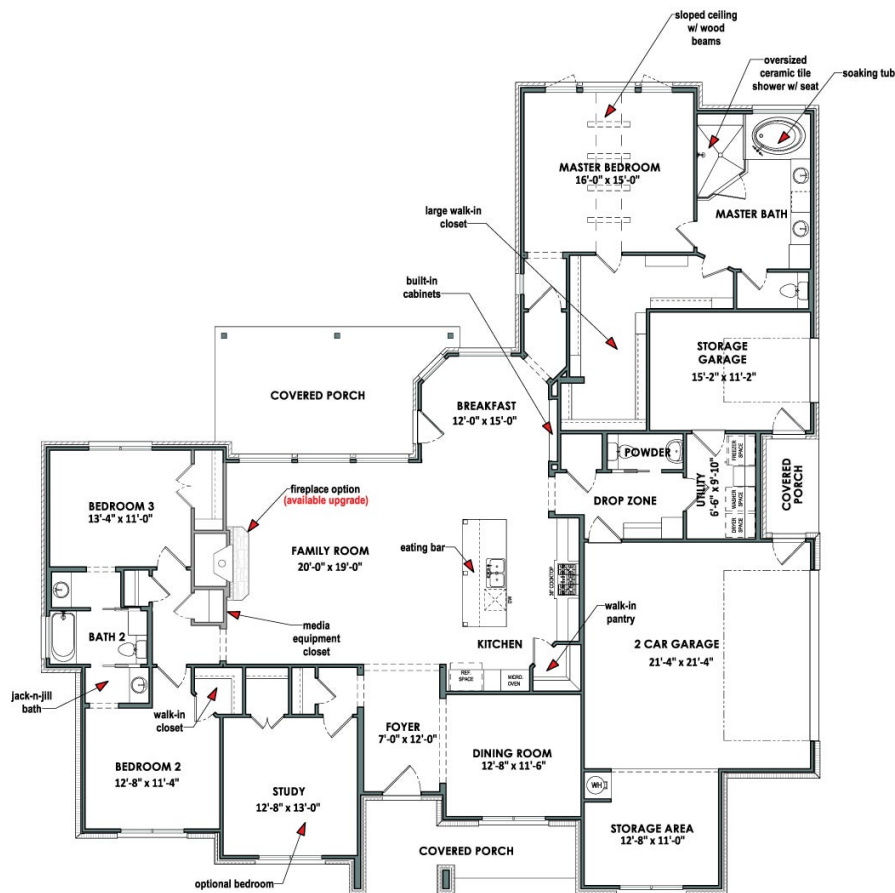 sloped ceiling
w/ wood
beams
oversized
ceramic tile
shower w/ seat
soaking tub
MASTER BEDROOM
16'-0" x 15'-0"
MASTER BATH
large walk-in
closet
built-in
cabinets
STORAGE
GARAGE
15'-2" x 11'-2"
COVERED PORCH
BREAKFAST
12'-0" x 15'-0"
POWDER
UTILITY
6'-6" x 9'-10"
FREEZER
SPACE
WASHER
SPACE
DRYER
SPACE
COVERED
PORCH
DROP ZONE
BEDROOM 3
13'-4" x 11'-0"
fireplace option
(available upgrade)
FAMILY ROOM
20'-0" x 19'-0"
eating bar
DW
36" COOKTOP
walk-in
pantry
BATH 2
media
equipment
closet
KITCHEN
REF.
SPACE
MICRO.
OVEN
2 CAR GARAGE
21'-4" x 21'-4"
jack-n-jill
bath
walk-in
closet
FOYER
7'-0" x 12'-0"
DINING ROOM
12'-8" x 11'-6"
BEDROOM 2
12'-8" x 11'-4"
STUDY
12'-8" x 13'-0"
WH
STORAGE AREA
12'-8" x 11'-0"
COVERED PORCH
optional bedroom